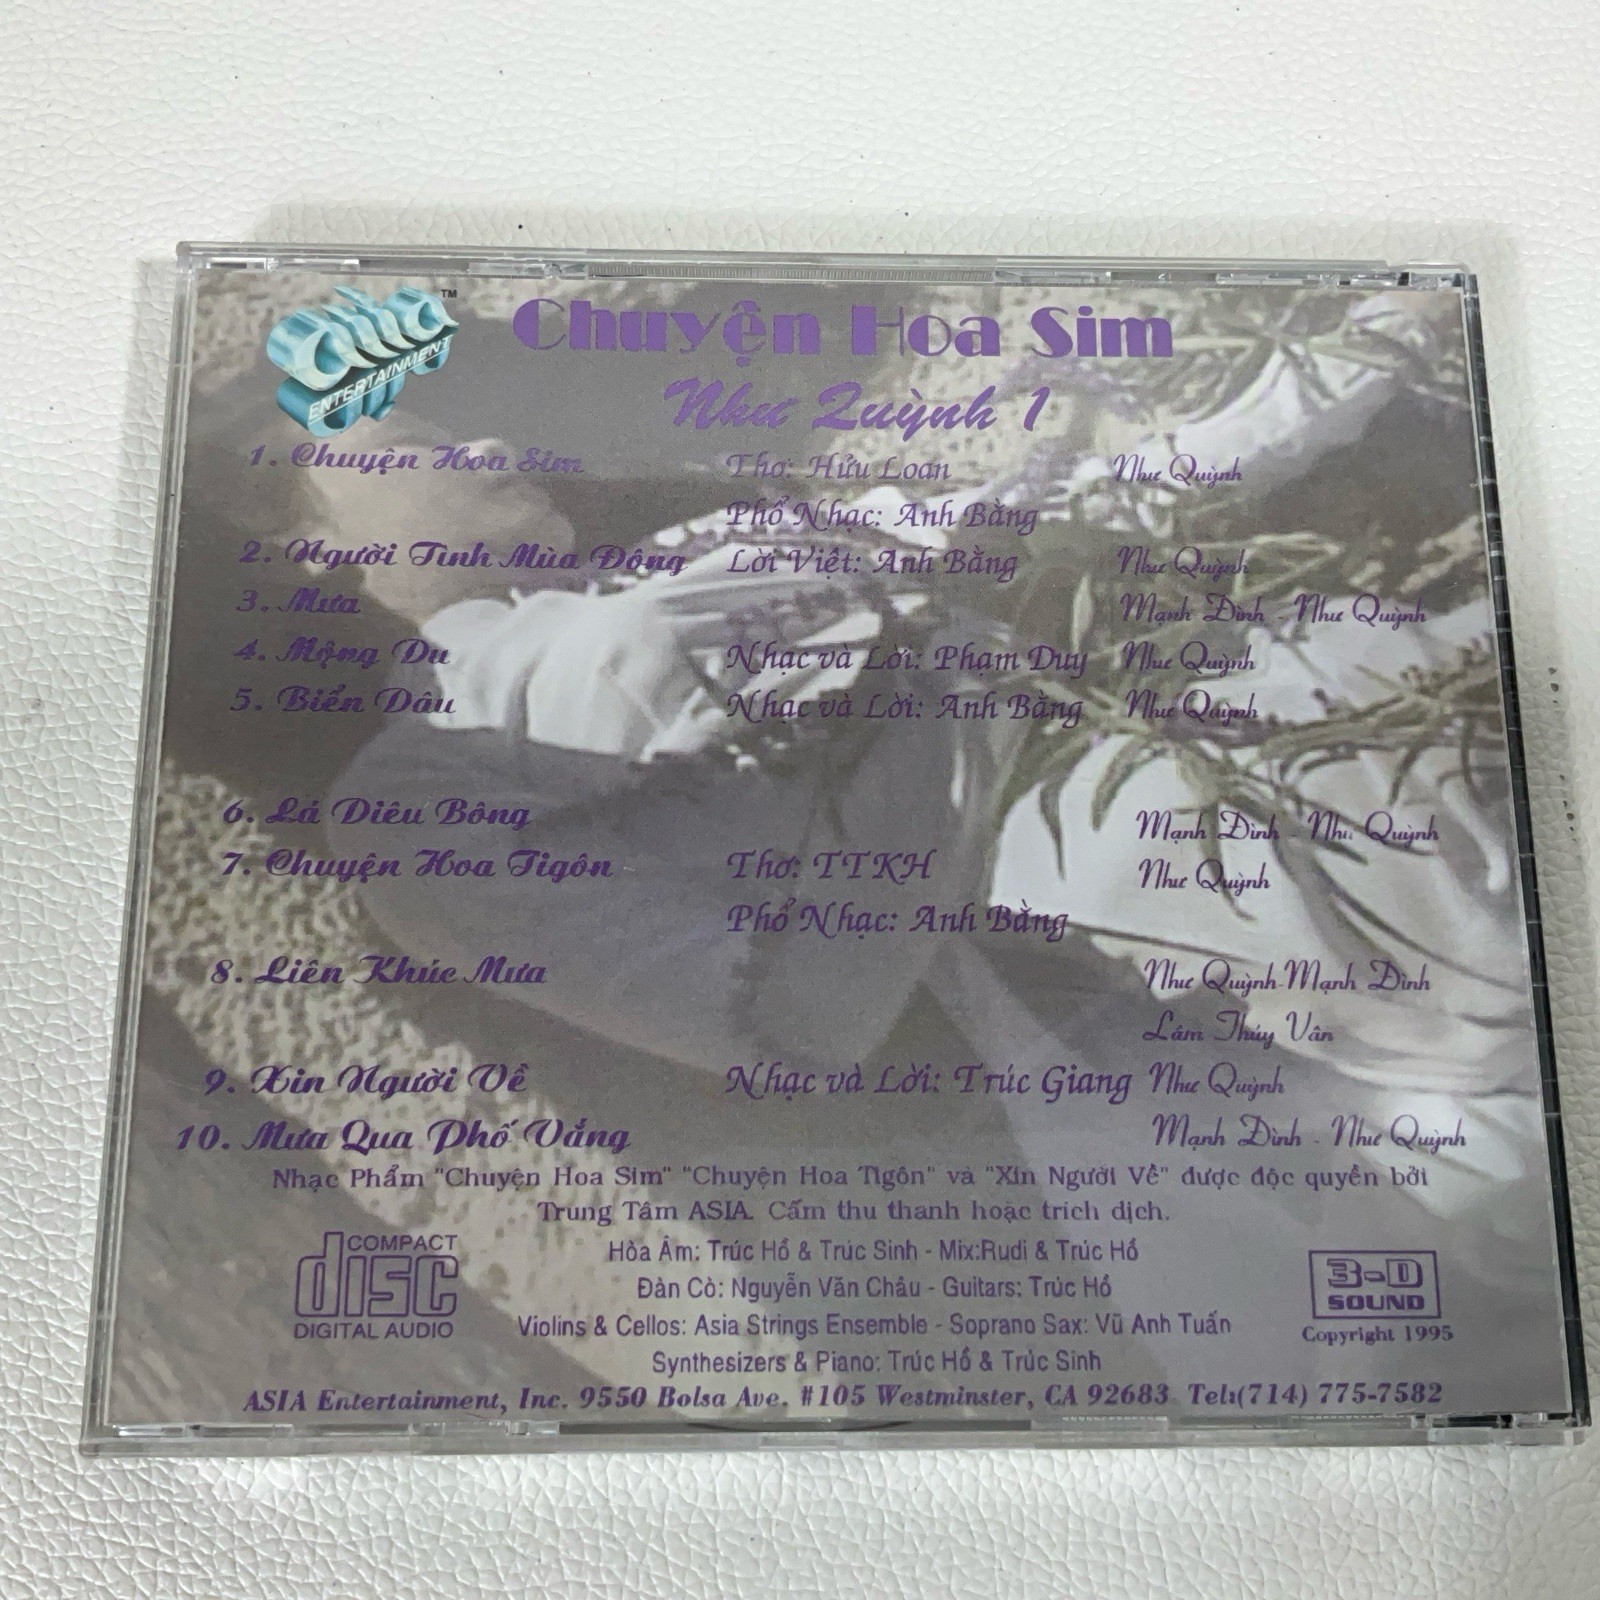 asia ™
ENTERTAINMENT
Chuyện Hoa Sim
Như Quỳnh 1
1. Chuyện Hoa Sim Thơ: Hửu Loan Như Quỳnh
Phổ Nhạc: Anh Bằng
2. Người Tình Mùa Đông Lời Việt: Anh Bằng Như Quỳnh
3. Mưa Mạnh Đình - Như Quỳnh
4. Mộng Du Nhạc và Lời: Phạm Duy Như Quỳnh
5. Biển Dâu Nhạc và Lời: Anh Bằng Như Quỳnh
6. Lá Diêu Bông Mạnh Đình - Như Quỳnh
7. Chuyện Hoa Tigôn Thơ: TTKH Như Quỳnh
Phổ Nhạc: Anh Bằng
8. Liên Khúc Mưa Như Quỳnh-Mạnh Đình
Lâm Thúy Vân
9. Xin Người Về Nhạc và Lời: Trúc Giang Như Quỳnh
10. Mưa Qua Phố Vắng Mạnh Đình - Như Quỳnh
Nhạc Phẩm "Chuyện Hoa Sim" "Chuyện Hoa Tigôn" và "Xin Người Về" được độc quyền bởi
Trung Tâm ASIA. Cấm thu thanh hoặc trích dịch.
COMPACT
disc
DIGITAL AUDIO
Hòa Âm: Trúc Hồ & Trúc Sinh - Mix:Rudi & Trúc Hồ
Đàn Cò: Nguyễn Văn Châu - Guitars: Trúc Hồ
Violins & Cellos: Asia Strings Ensemble - Soprano Sax: Vũ Anh Tuấn
Synthesizers & Piano: Trúc Hồ & Trúc Sinh
3-D
SOUND
Copyright 1995
ASIA Entertainment, Inc. 9550 Bolsa Ave. #105 Westminster, CA 92683 Tel:(714) 775-7582